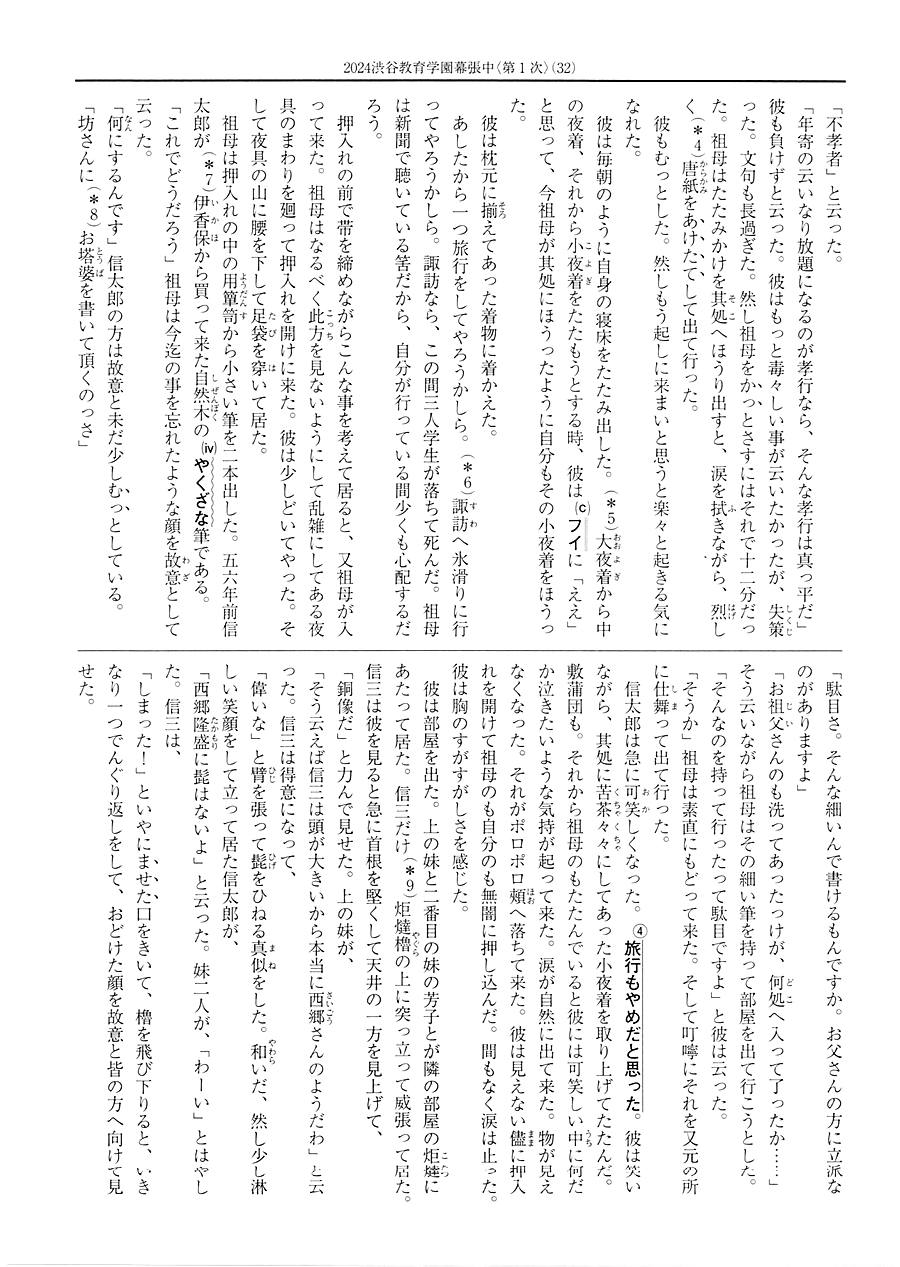 2024渋谷教育学園幕張中〈第1次〉(32)
「不孝者」と云った。
「年寄の云いなり放題になるのが孝行なら、そんな孝行は真っ平だ」
彼も負けずと云った。彼はもっと毒々しい事が云いたかったが、失策
った。文句も長過ぎた。然し祖母をかっとさすにはそれで十二分だっ
た。祖母はたたみかけを其処へほうり出すと、涙を拭きながら、烈し
く(＊4)唐紙をあけたてして出て行った。
彼もむっとした。然しもう起しに来まいと思うと楽々と起きる気に
なれた。
彼は毎朝のように自身の寝床をたたみ出した。(＊5)大夜着から中
の夜着、それから小夜着をたたもうとする時、彼は(c)フイに「ええ」
と思って、今祖母が其処にほうったように自分もその小夜着をほうっ
た。
彼は枕元に揃えてあった着物に着かえた。
あしたから一つ旅行をしてやろうかしら。(＊6)諏訪へ氷滑りに行
ってやろうかしら。諏訪なら、この間三人学生が落ちて死んだ。祖母
は新聞で聴いている筈だから、自分が行っている間少くも心配するだ
ろう。
押入れの前で帯を締めながらこんな事を考えて居ると、又祖母が入
って来た。祖母はなるべく此方を見ないようにして乱雑にしてある夜
具のまわりを廻って押入れを開けに来た。彼は少しどいてやった。そ
して夜具の山に腰を下して足袋を穿いて居た。
祖母は押入れの中の用簞笥から小さい筆を二本出した。五六年前信
太郎が(＊7)伊香保から買って来た自然木の(ⅳ)やくざな筆である。
「これでどうだろう」祖母は今迄の事を忘れたような顔を故意として
云った。
「何にするんです」信太郎の方は故意と未だ少しむっとしている。
「坊さんに(＊8)お塔婆を書いて頂くのっさ」
「駄目さ。そんな細いんで書けるもんですか。お父さんの方に立派な
のがありますよ」
「お祖父さんのも洗ってあったっけが、何処へ入って了ったか……」
そう云いながら祖母はその細い筆を持って部屋を出て行こうとした。
「そんなのを持って行ったって駄目ですよ」と彼は云った。
「そうか」祖母は素直にもどって来た。そして叮嚀にそれを又元の所
に仕舞って出て行った。
信太郎は急に可笑しくなった。④旅行もやめだと思った。彼は笑い
ながら、其処に苦茶々々にしてあった小夜着を取り上げてたたんだ。
敷蒲団も。それから祖母のもたたんでいると彼には可笑しい中に何だ
か泣きたいような気持が起って来た。涙が自然に出て来た。物が見え
なくなった。それがポロポロ頰へ落ちて来た。彼は見えない儘に押入
れを開けて祖母のも自分のも無闇に押し込んだ。間もなく涙は止った。
彼は胸のすがすがしさを感じた。
彼は部屋を出た。上の妹と二番目の妹の芳子とが隣の部屋の炬燵に
あたって居た。信三だけ(＊9)炬燵櫓の上に突っ立って威張って居た。
信三は彼を見ると急に首根を堅くして天井の一方を見上げて、
「銅像だ」と力んで見せた。上の妹が、
「そう云えば信三は頭が大きいから本当に西郷さんのようだわ」と云
った。信三は得意になって、
「偉いな」と臂を張って髭をひねる真似をした。和いだ、然し少し淋
しい笑顔をして立って居た信太郎が、
「西郷隆盛に髭はないよ」と云った。妹二人が、「わーい」とはやし
た。信三は、
「しまった！」といやにませた口をきいて、櫓を飛び下りると、いき
なり一つでんぐり返しをして、おどけた顔を故意と皆の方へ向けて見
せた。